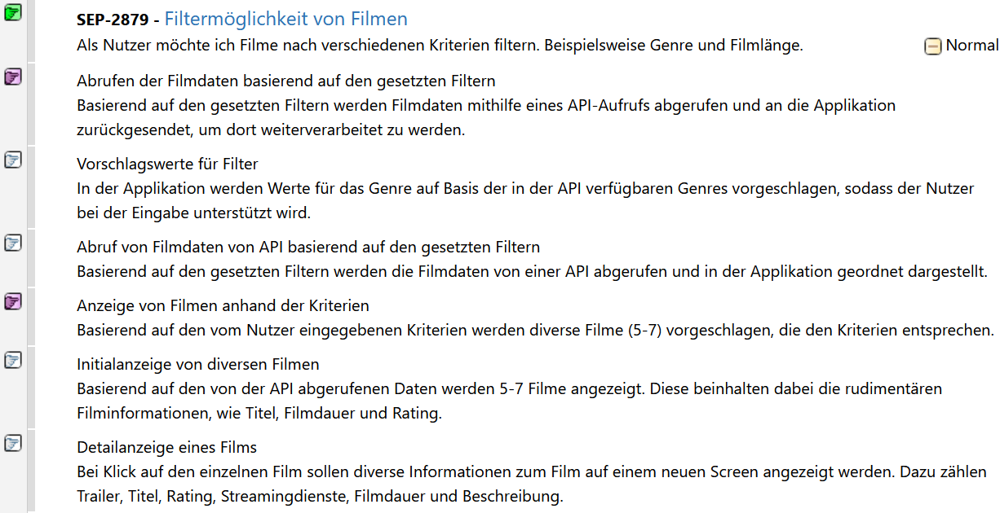 SEP-2879 - Filtermöglichkeit von Filmen
Als Nutzer möchte ich Filme nach verschiedenen Kriterien filtern. Beispielsweise Genre und Filmlänge.
Normal
Abrufen der Filmdaten basierend auf den gesetzten Filtern
Basierend auf den gesetzten Filtern werden Filmdaten mithilfe eines API-Aufrufs abgerufen und an die Applikation
zurückgesendet, um dort weiterverarbeitet zu werden.
Vorschlagswerte für Filter
In der Applikation werden Werte für das Genre auf Basis der in der API verfügbaren Genres vorgeschlagen, sodass der Nutzer
bei der Eingabe unterstützt wird.
Abruf von Filmdaten von API basierend auf den gesetzten Filtern
Basierend auf den gesetzten Filtern werden die Filmdaten von einer API abgerufen und in der Applikation geordnet dargestellt.
Anzeige von Filmen anhand der Kriterien
Basierend auf den vom Nutzer eingegebenen Kriterien werden diverse Filme (5-7) vorgeschlagen, die den Kriterien entsprechen.
Initialanzeige von diversen Filmen
Basierend auf den von der API abgerufenen Daten werden 5-7 Filme angezeigt. Diese beinhalten dabei die rudimentären
Filminformationen, wie Titel, Filmdauer und Rating.
Detailanzeige eines Films
Bei Klick auf den einzelnen Film sollen diverse Informationen zum Film auf einem neuen Screen angezeigt werden. Dazu zählen
Trailer, Titel, Rating, Streamingdienste, Filmdauer und Beschreibung.